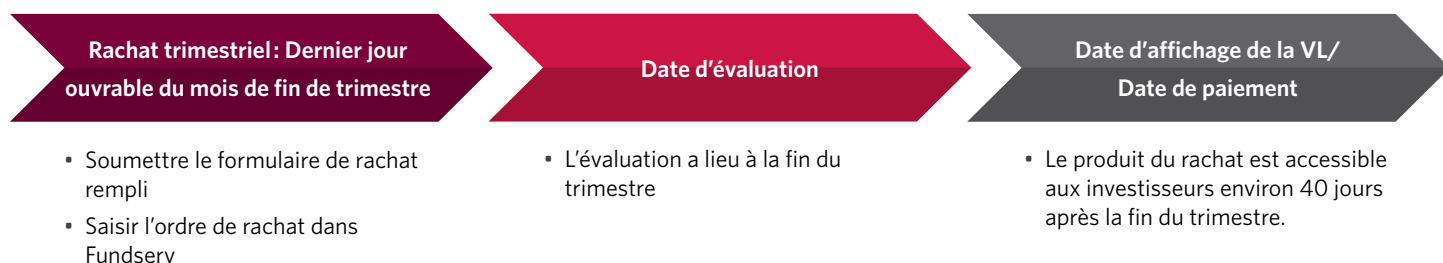 Rachat trimestriel : Dernier jour
ouvrable du mois de fin de trimestre
Date d'évaluation
Date d'affichage de la VL/
Date de paiement
• Soumettre le formulaire de rachat
rempli
• Saisir l'ordre de rachat dans
Fundserv
• L'évaluation a lieu à la fin du
trimestre
• Le produit du rachat est accessible
aux investisseurs environ 40 jours
après la fin du trimestre.